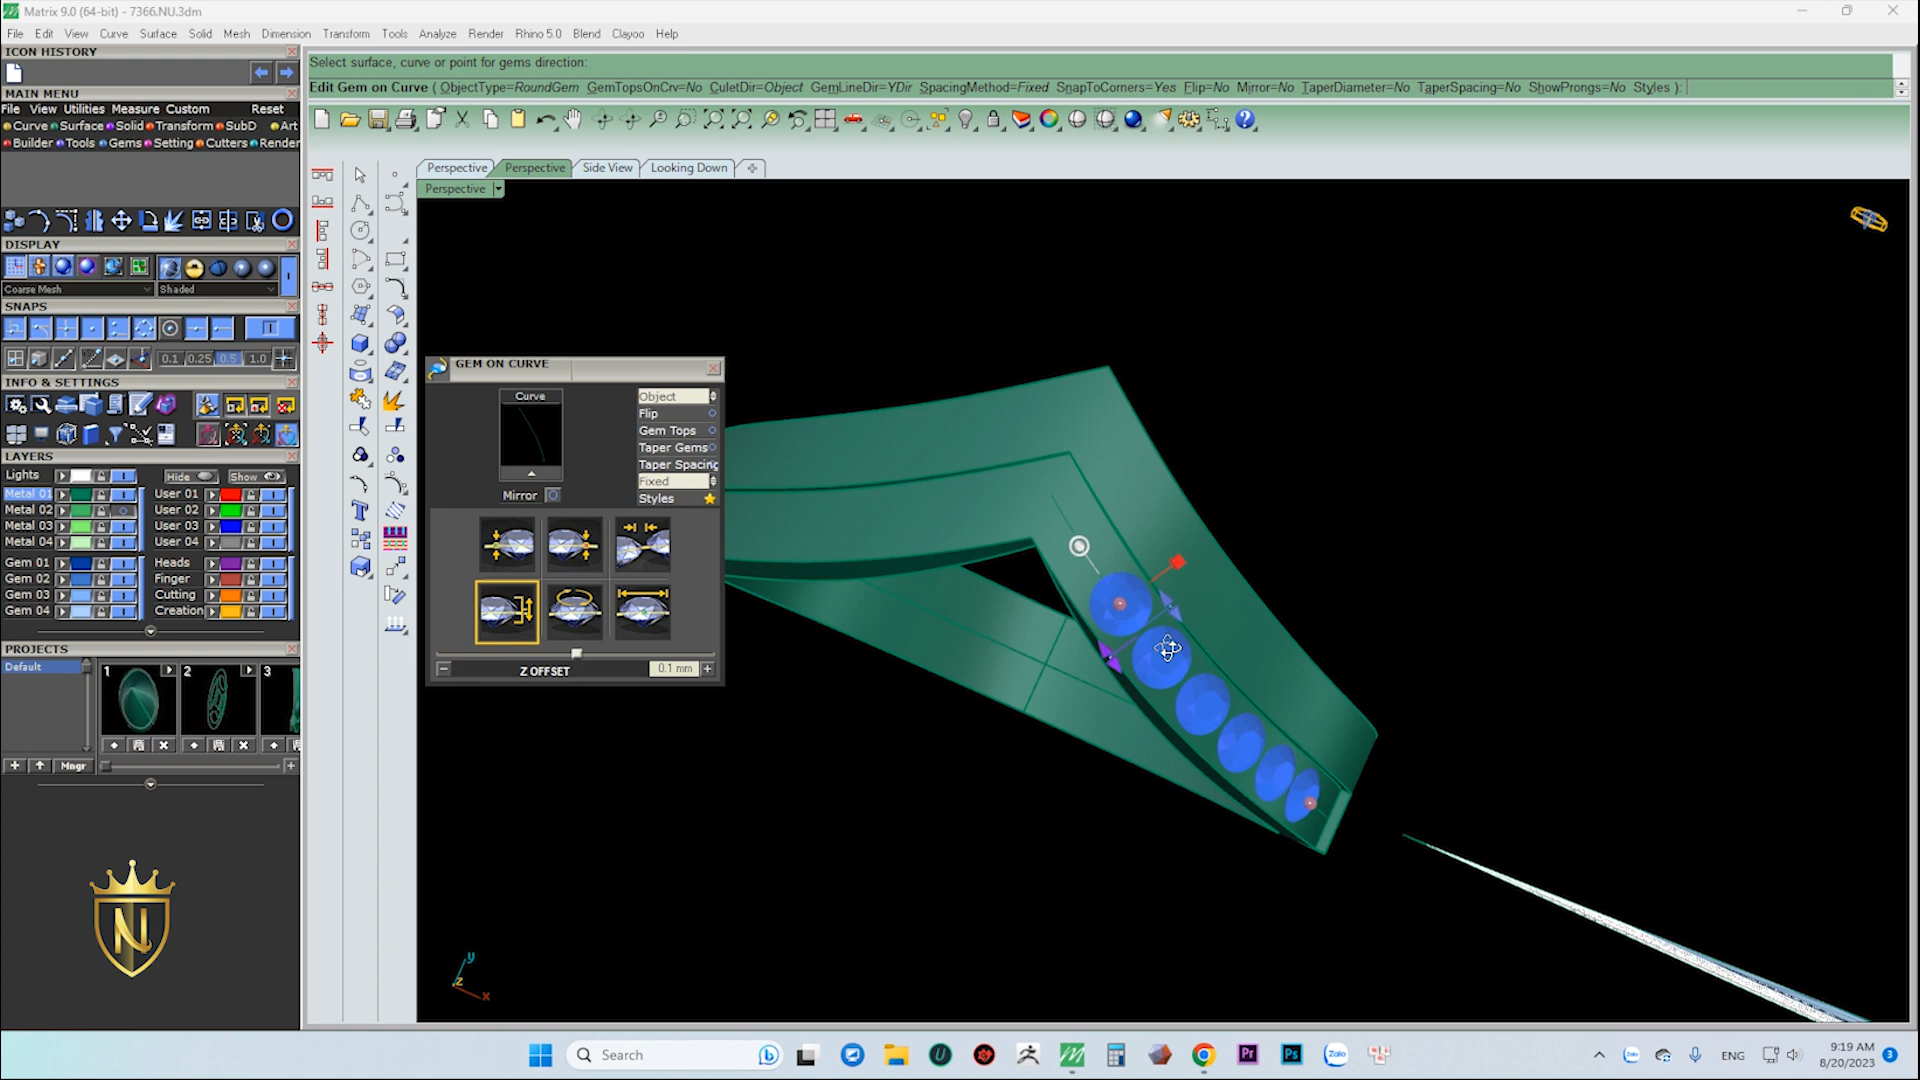 Matrix 9.0 (64-bit) - 7366.NU.3dm
File Edit View Curve Surface Solid Mesh Dimension Transform Tools Analyze Render Rhino 5.0 Blend Clayoo Help
ICON HISTORY
Select surface, curve or point for gems direction:
Edit Gem on Curve ( ObjectType=RoundGem GemTopsOnCrv=No CuletDir=Object GemLineDir=YDir SpacingMethod=Fixed SnapToCorners=Yes Flip=No Mirror=No TaperDiameter=No TaperSpacing=No ShowProngs=No Styles ):
MAIN MENU
File View Utilities Measure Custom Reset
Curve Surface Solid Transform SubD Art
Builder Tools Gems Setting Cutters Render
Perspective Perspective Side View Looking Down
Perspective
DISPLAY
Coarse Mesh Shaded
SNAPS
0.1 0.25 0.5 1.0
INFO & SETTINGS
LAYERS
Lights Hide Show
Metal 01 User 01
Metal 02 User 02
Metal 03 User 03
Metal 04 User 04
Gem 01 Heads
Gem 02 Finger
Gem 03 Cutting
Gem 04 Creation
PROJECTS
Default
1 2 3
Mngr
N
GEM ON CURVE
Curve
Object
Flip
Gem Tops
Taper Gems
Taper Spacing
Fixed
Mirror
Styles
Z OFFSET 0.1 mm
y
z
x
Search
U
Pr
Ps
Zalo
ENG
9:19 AM
8/20/2023
3